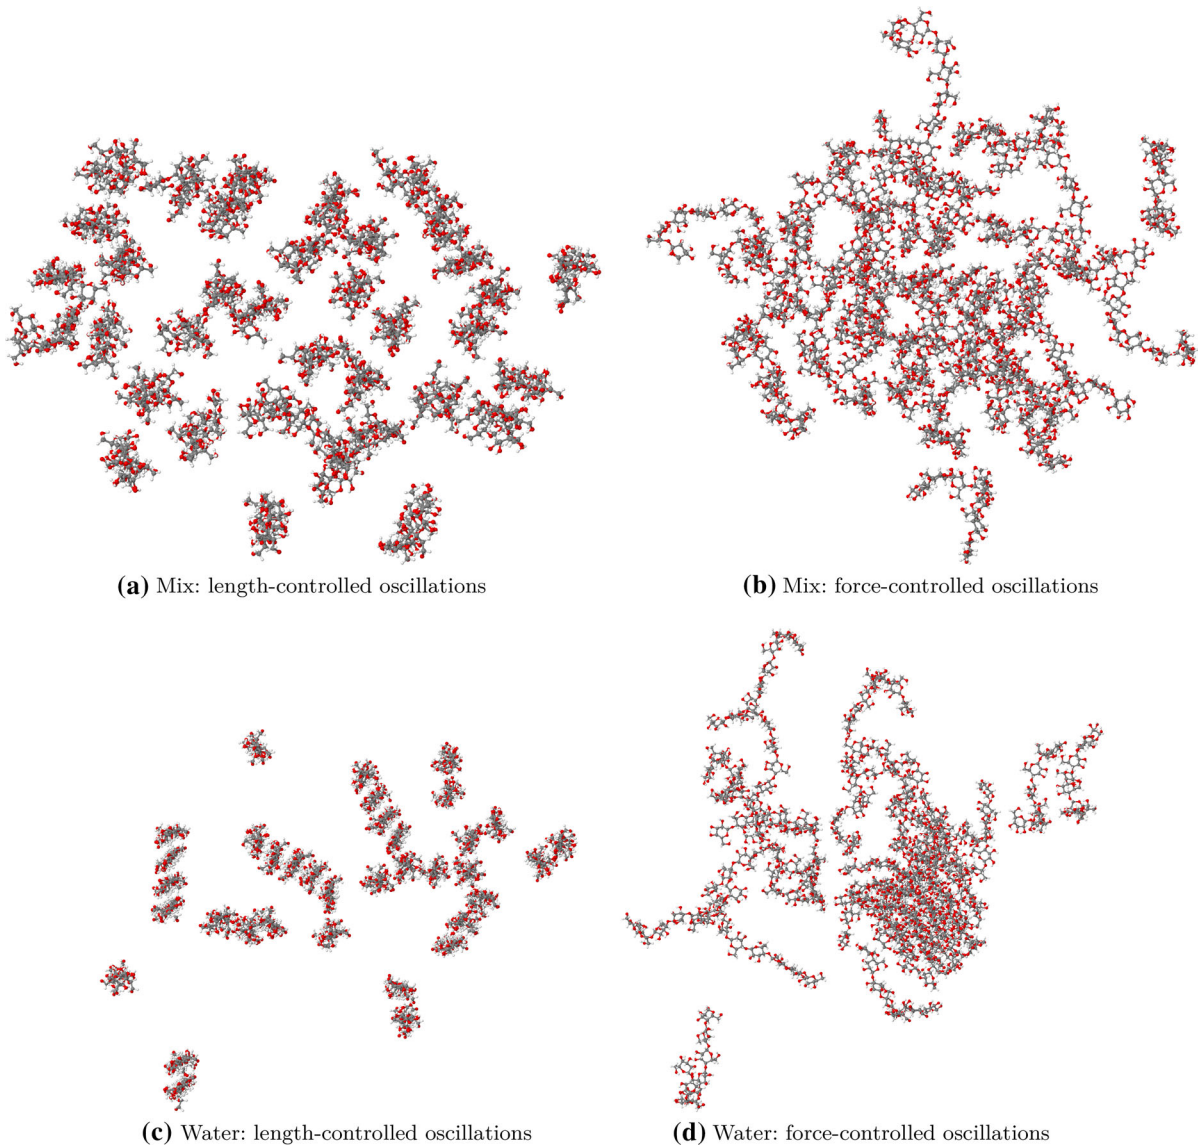 (a) Mix: length-controlled oscillations
(b) Mix: force-controlled oscillations
(c) Water: length-controlled oscillations
(d) Water: force-controlled oscillations